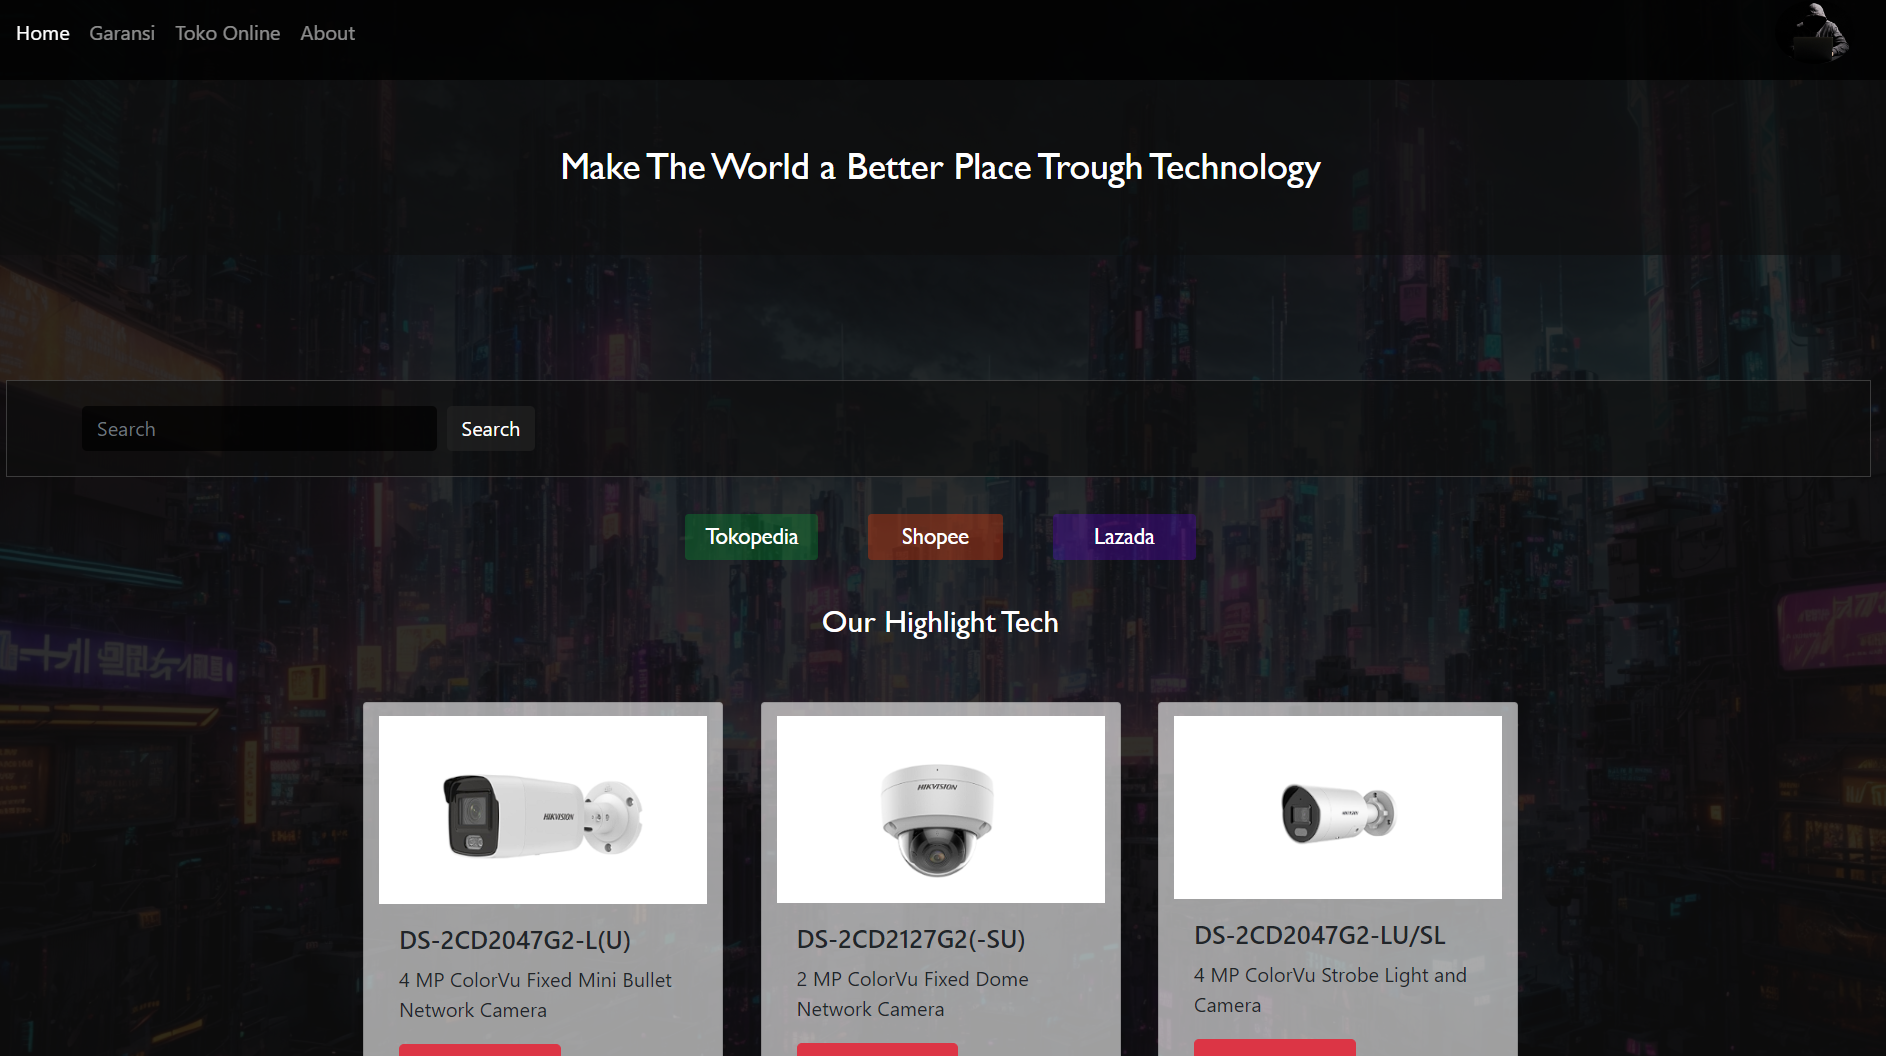 Home Garansi Toko Online About
Make The World a Better Place Trough Technology
Search Search
Tokopedia Shopee Lazada
Our Highlight Tech
HIKVISION
HIKVISION
DS-2CD2047G2-L(U)
4 MP ColorVu Fixed Mini Bullet
Network Camera
DS-2CD2127G2(-SU)
2 MP ColorVu Fixed Dome
Network Camera
DS-2CD2047G2-LU/SL
4 MP ColorVu Strobe Light and
Camera